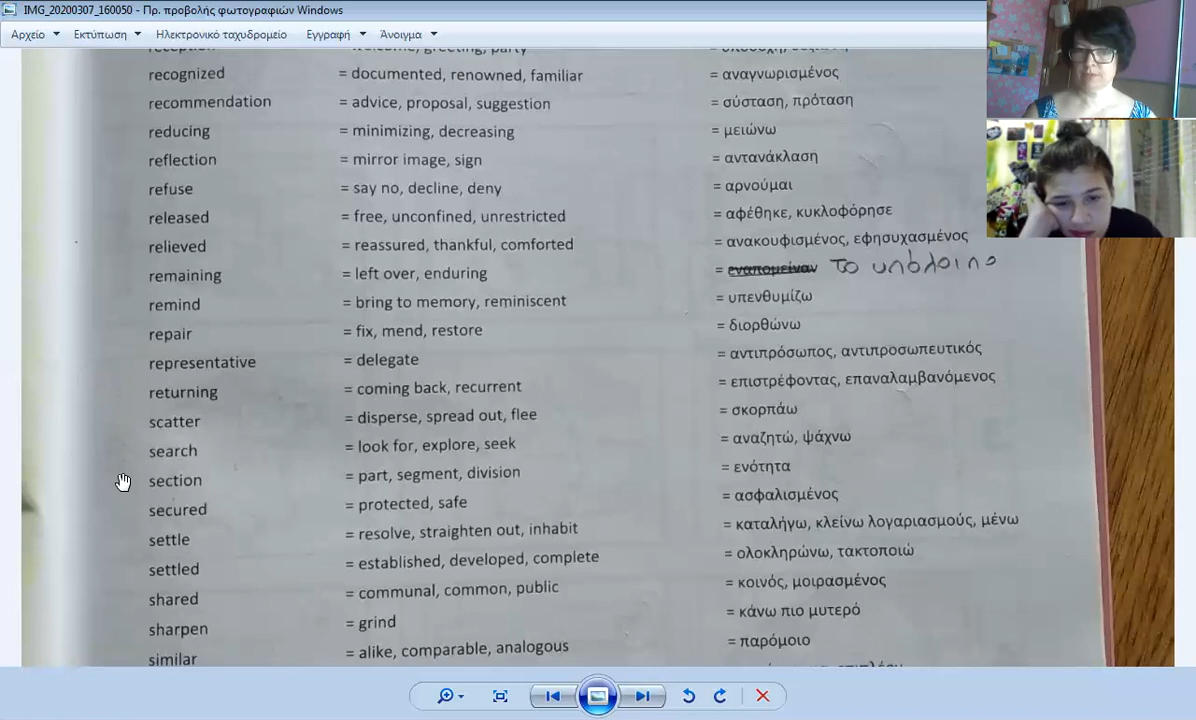 IMG_20200307_160050 - Πρ. προβολής φωτογραφιών Windows
Αρχείο Εκτύπωση Ηλεκτρονικό ταχυδρομείο Εγγραφή Άνοιγμα
reception = welcome, greeting, party
recognized = documented, renowned, familiar = αναγνωρισμένος
recommendation = advice, proposal, suggestion = σύσταση, πρόταση
reducing = minimizing, decreasing = μειώνω
reflection = mirror image, sign = αντανάκλαση
refuse = say no, decline, deny = αρνούμαι
released = free, unconfined, unrestricted = αφέθηκε, κυκλοφόρησε
relieved = reassured, thankful, comforted = ανακουφισμένος, εφησυχασμένος
remaining = left over, enduring = εναπομείναν το υπόλοιπο
remind = bring to memory, reminiscent = υπενθυμίζω
repair = fix, mend, restore = διορθώνω
representative = delegate = αντιπρόσωπος, αντιπροσωπευτικός
returning = coming back, recurrent = επιστρέφοντας, επαναλαμβανόμενος
scatter = disperse, spread out, flee = σκορπάω
search = look for, explore, seek = αναζητώ, ψάχνω
section = part, segment, division = ενότητα
secured = protected, safe = ασφαλισμένος
settle = resolve, straighten out, inhabit = καταλήγω, κλείνω λογαριασμούς, μένω
settled = established, developed, complete = ολοκληρώνω, τακτοποιώ
shared = communal, common, public = κοινός, μοιρασμένος
sharpen = grind = κάνω πιο μυτερό
similar = alike, comparable, analogous = παρόμοιο